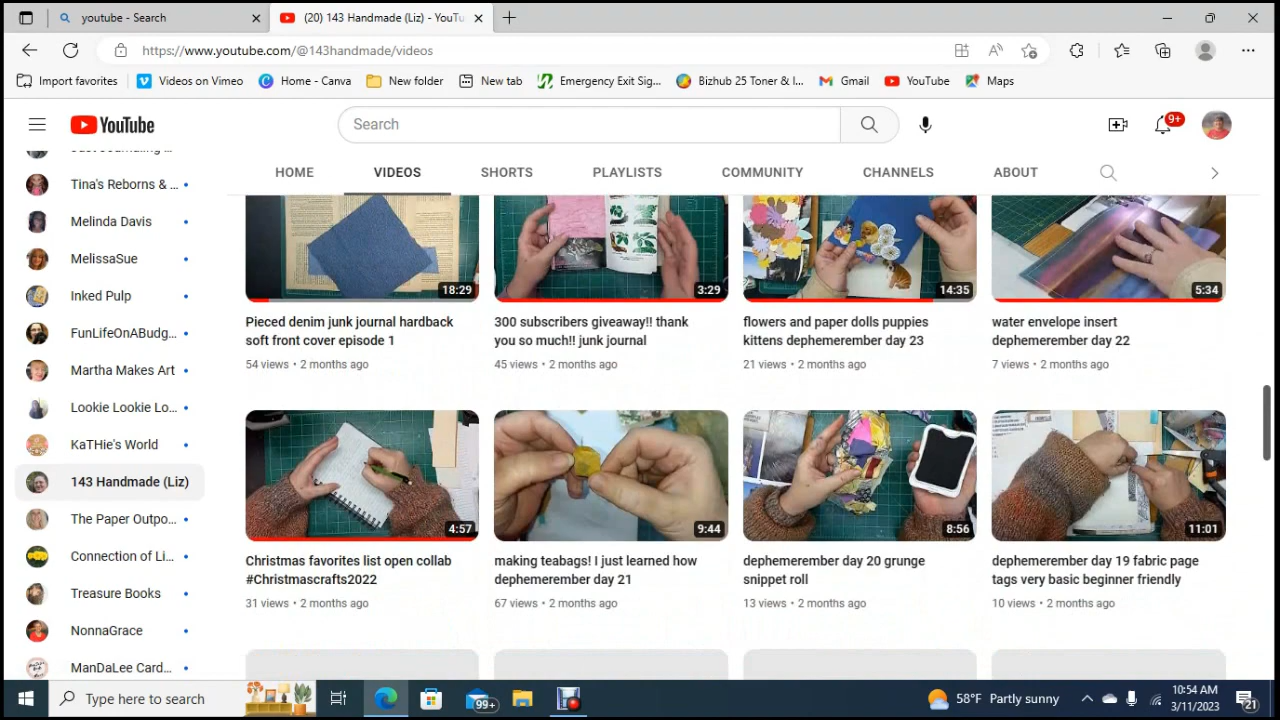 youtube - Search
(20) 143 Handmade (Liz) - YouTu
https://www.youtube.com/@143handmade/videos
Import favorites
Videos on Vimeo
Home - Canva
New folder
New tab
Emergency Exit Sig...
Bizhub 25 Toner & I...
Gmail
YouTube
Maps
YouTube
Search
9+
HOME
VIDEOS
SHORTS
PLAYLISTS
COMMUNITY
CHANNELS
ABOUT
Tina's Reborns & ...
Melinda Davis
MelissaSue
Inked Pulp
FunLifeOnABudg...
Martha Makes Art
Lookie Lookie Lo...
KaTHie's World
143 Handmade (Liz)
The Paper Outpo...
Connection of Li...
Treasure Books
NonnaGrace
ManDaLee Card...
18:29
Pieced denim junk journal hardback
soft front cover episode 1
54 views • 2 months ago
3:29
300 subscribers giveaway!! thank
you so much!! junk journal
45 views • 2 months ago
14:35
flowers and paper dolls puppies
kittens dephemerember day 23
21 views • 2 months ago
5:34
water envelope insert
dephemerember day 22
7 views • 2 months ago
4:57
Christmas favorites list open collab
#Christmascrafts2022
31 views • 2 months ago
9:44
making teabags! I just learned how
dephemerember day 21
67 views • 2 months ago
8:56
dephemerember day 20 grunge
snippet roll
13 views • 2 months ago
11:01
dephemerember day 19 fabric page
tags very basic beginner friendly
10 views • 2 months ago
Type here to search
99+
58°F Partly sunny
10:54 AM
3/11/2023
21